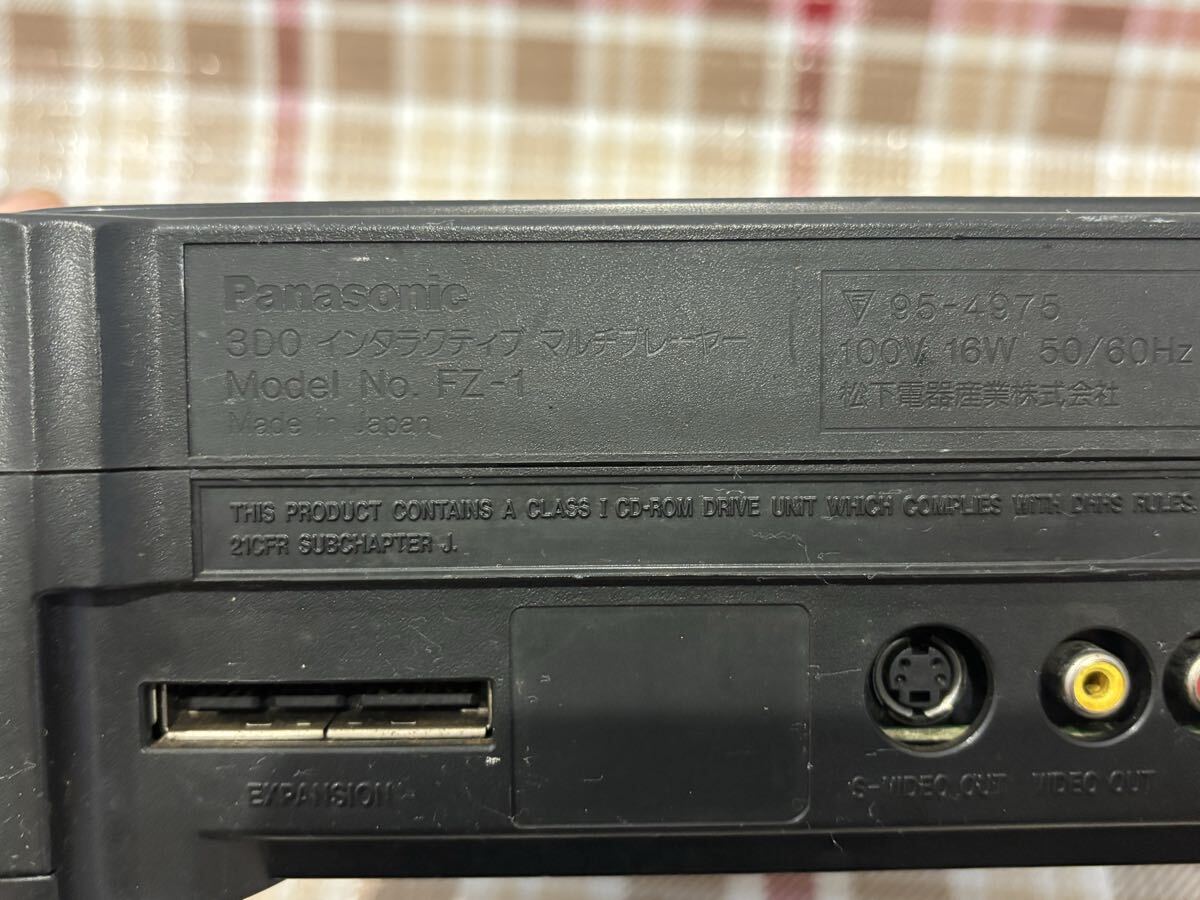 Panasonic
3DO インタラクティブ マルチプレーヤー
Model No. FZ-1
Made in Japan
95-4975
100V 16W 50/60Hz
松下電器産業株式会社
THIS PRODUCT CONTAINS A CLASS I CD-ROM DRIVE UNIT WHICH COMPLIES WITH DHHS RULES.
21CFR SUBCHAPTER J.
EXPANSION
S-VIDEO OUT
VIDEO OUT